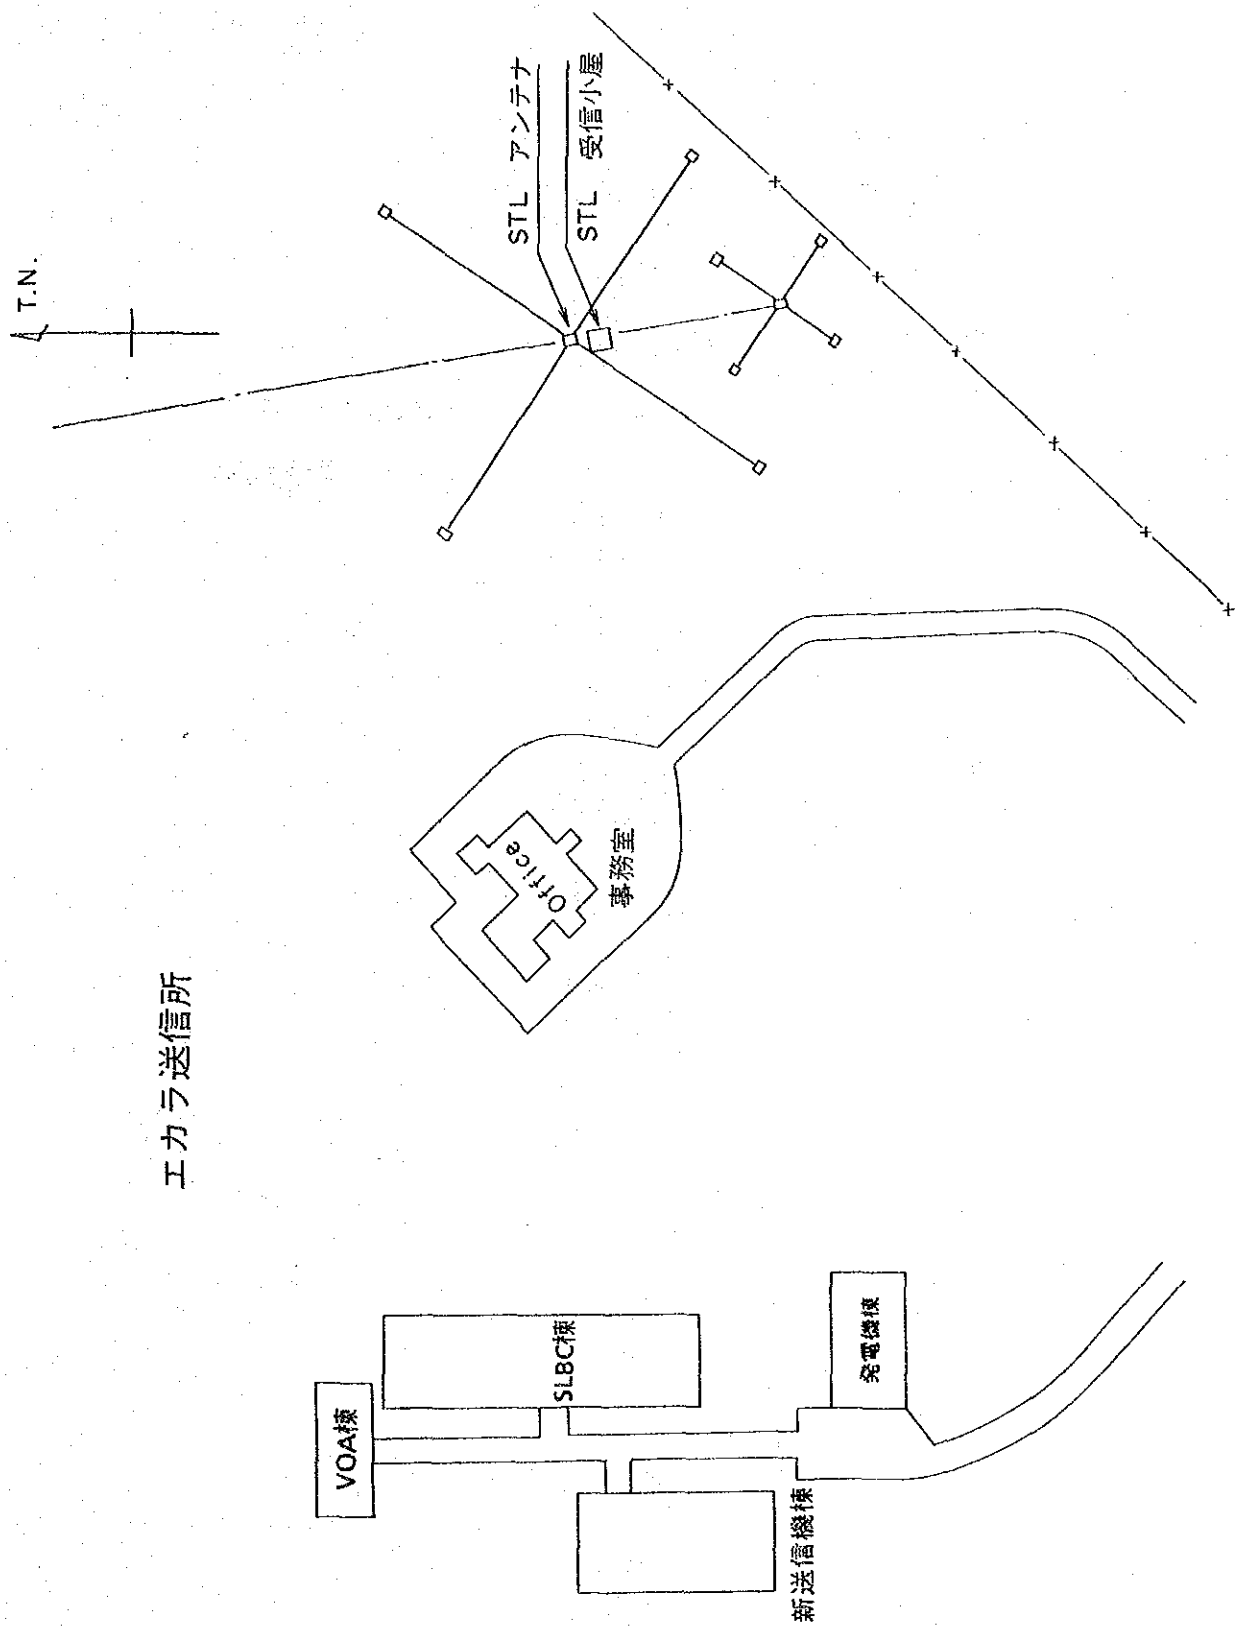 エカラ送信所
T.N.
STL アンテナ
STL 受信小屋
Office
事務室
VOA棟
SLBC棟
発電機棟
新送信機棟